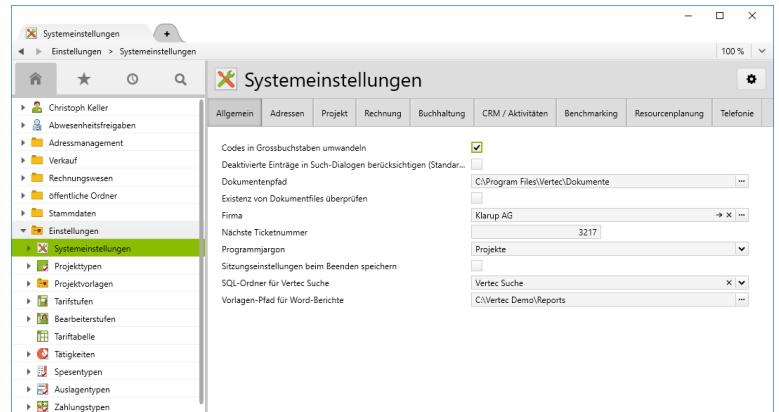 Systemeinstellungen
Einstellungen > Systemeinstellungen
100 %
Systemeinstellungen
Christoph Keller
Abwesenheitsfreigaben
Adressmanagement
Verkauf
Rechnungswesen
öffentliche Ordner
Stammdaten
Einstellungen
Systemeinstellungen
Projekttypen
Projektvorlagen
Tarifstufen
Bearbeiterstufen
Tariftabelle
Tätigkeiten
Spesentypen
Auslagentypen
Zahlungstypen
Allgemein Adressen Projekt Rechnung Buchhaltung CRM / Aktivitäten Benchmarking Resourcenplanung Telefonie
Codes in Grossbuchstaben umwandeln
Deaktivierte Einträge in Such-Dialogen berücksichtigen (Standar...
Dokumentenpfad C:\Program Files\Vertec\Dokumente
Existenz von Dokumentfiles überprüfen
Firma Klarup AG
Nächste Ticketnummer 3217
Programmjargon Projekte
Sitzungseinstellungen beim Beenden speichern
SQL-Ordner für Vertec Suche Vertec Suche
Vorlagen-Pfad für Word-Berichte C:\Vertec Demo\Reports